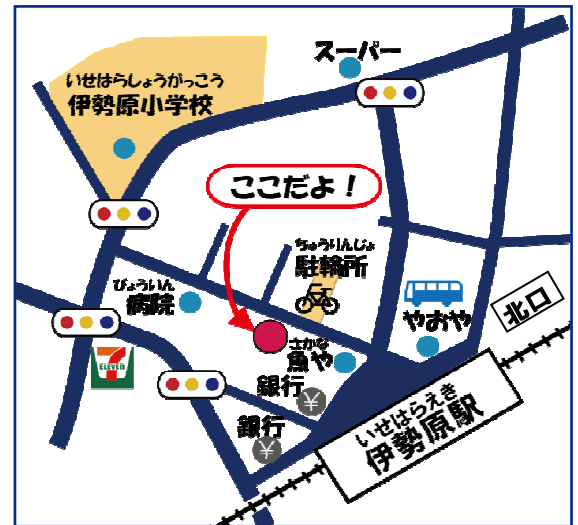 スーパー
いせはらしょうがっこう
伊勢原小学校
ここだよ！
ちゅうりんじょ
駐輪所
びょういん
病院
やおや
北口
さかな
魚や
7
ELEVEN
銀行
¥
銀行
¥
いせはらえき
伊勢原駅